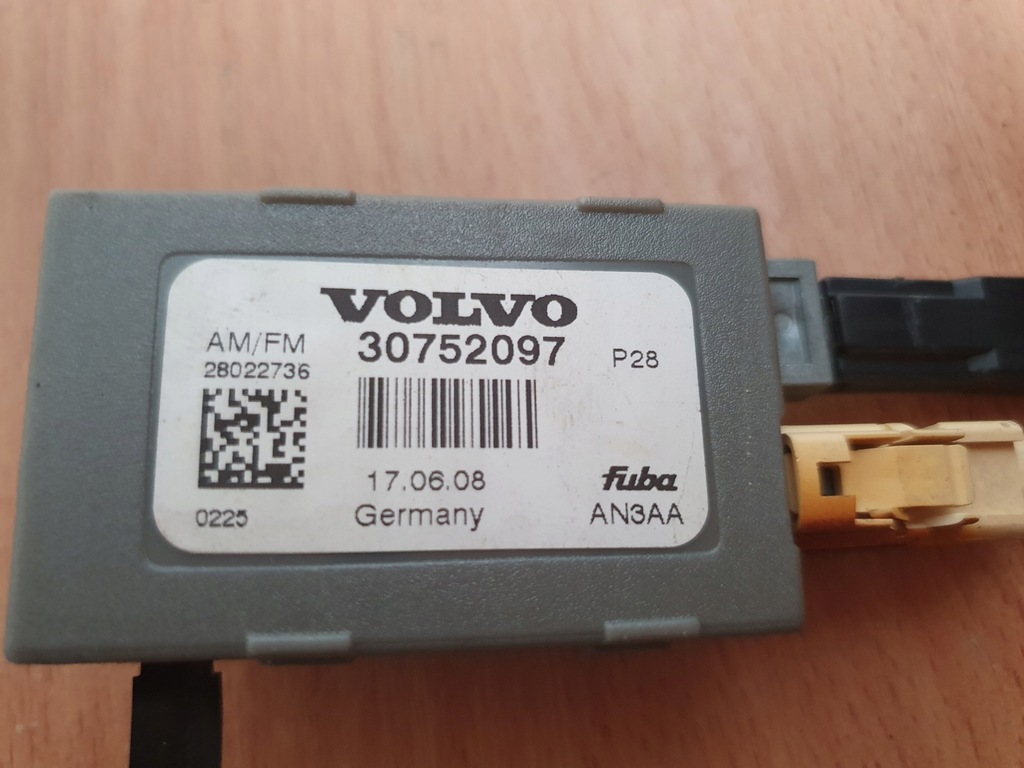 VOLVO
AM/FM 30752097 P28
28022736
17.06.08 fuba
0225 Germany AN3AA